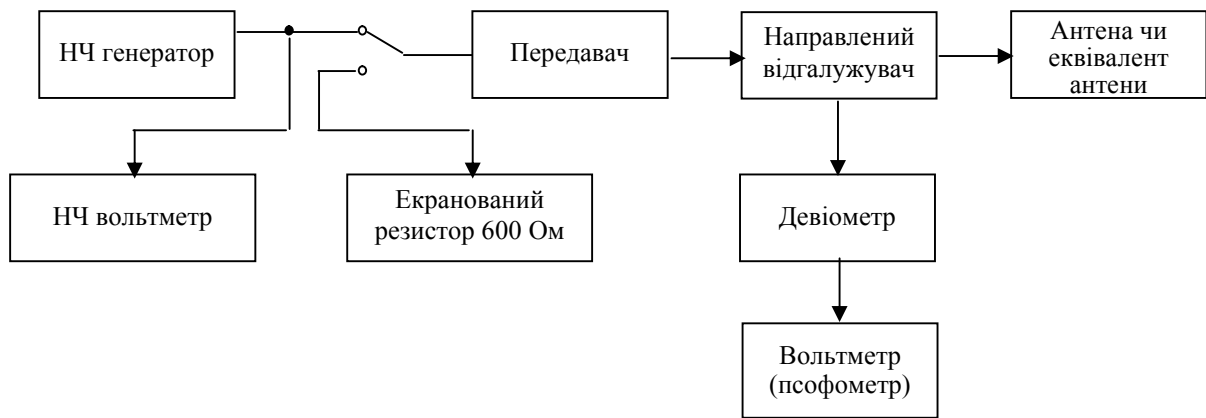 НЧ генератор
Передавач
Направлений
відгалужувач
Антена чи
еквівалент
антени
НЧ вольтметр
Екранований
резистор 600 Ом
Девіометр
Вольтметр
(псофометр)